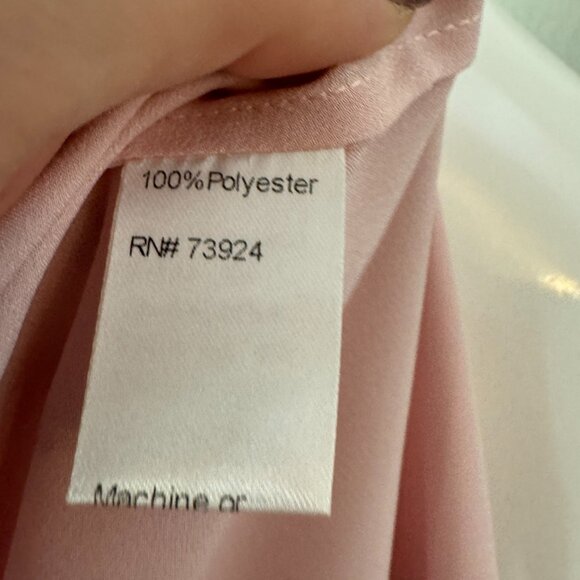 100%Polyester
RN# 73924
Machine or